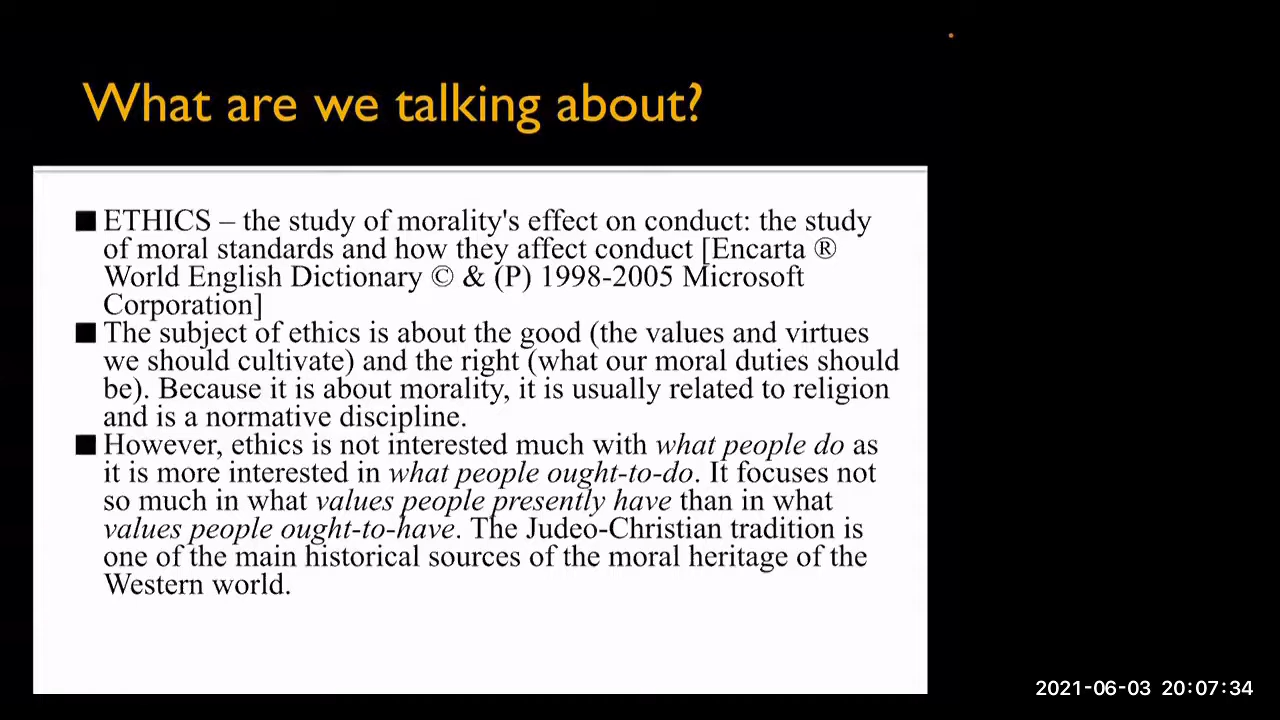 What are we talking about?
■ ETHICS – the study of morality's effect on conduct: the study
of moral standards and how they affect conduct [Encarta ®
World English Dictionary © & (P) 1998-2005 Microsoft
Corporation]
■ The subject of ethics is about the good (the values and virtues
we should cultivate) and the right (what our moral duties should
be). Because it is about morality, it is usually related to religion
and is a normative discipline.
■ However, ethics is not interested much with what people do as
it is more interested in what people ought-to-do. It focuses not
so much in what values people presently have than in what
values people ought-to-have. The Judeo-Christian tradition is
one of the main historical sources of the moral heritage of the
Western world.
2021-06-03 20:07:34